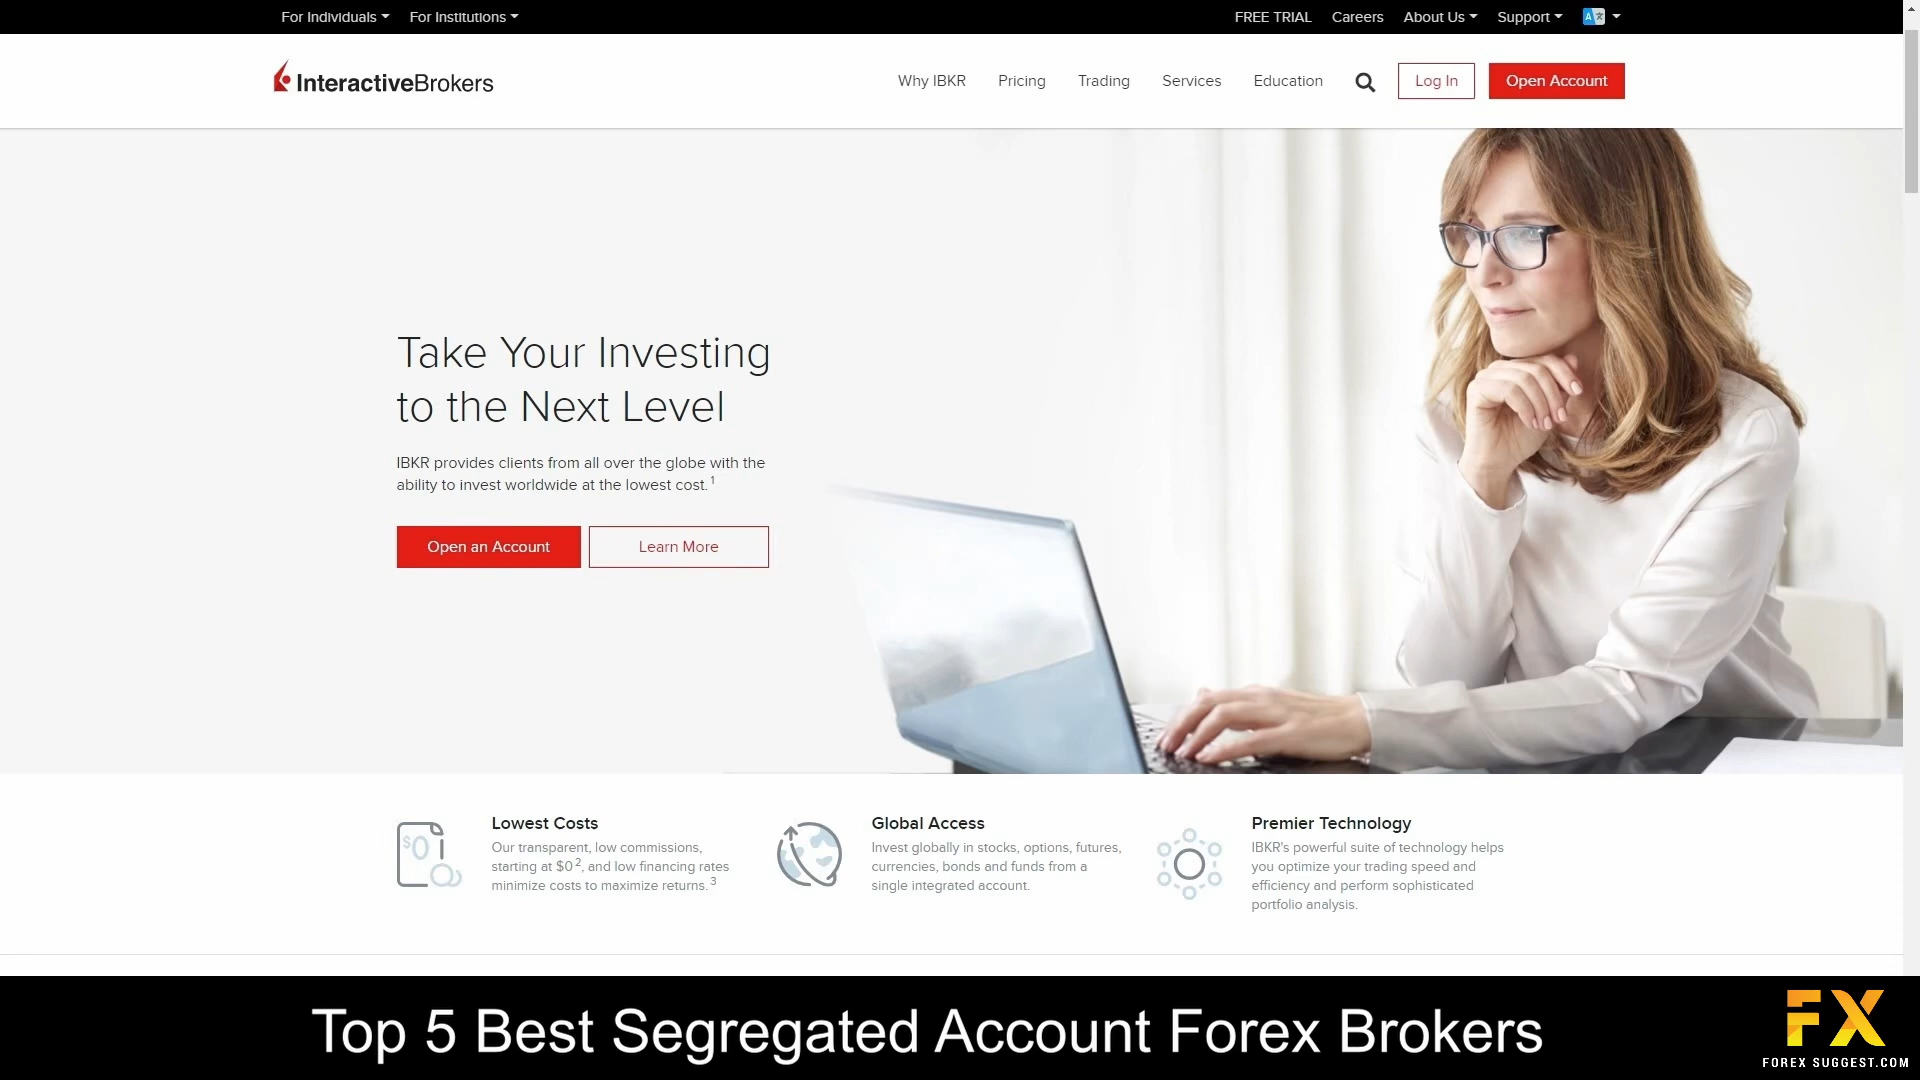 For Individuals
For Institutions
FREE TRIAL
Careers
About Us
Support
InteractiveBrokers
Why IBKR
Pricing
Trading
Services
Education
Log In
Open Account
Take Your Investing
to the Next Level
IBKR provides clients from all over the globe with the
ability to invest worldwide at the lowest cost. 1
Open an Account
Learn More
$0
Lowest Costs
Our transparent, low commissions,
starting at $0 2, and low financing rates
minimize costs to maximize returns. 3
Global Access
Invest globally in stocks, options, futures,
currencies, bonds and funds from a
single integrated account.
Premier Technology
IBKR's powerful suite of technology helps
you optimize your trading speed and
efficiency and perform sophisticated
portfolio analysis.
Top 5 Best Segregated Account Forex Brokers
FX
FOREX SUGGEST.COM